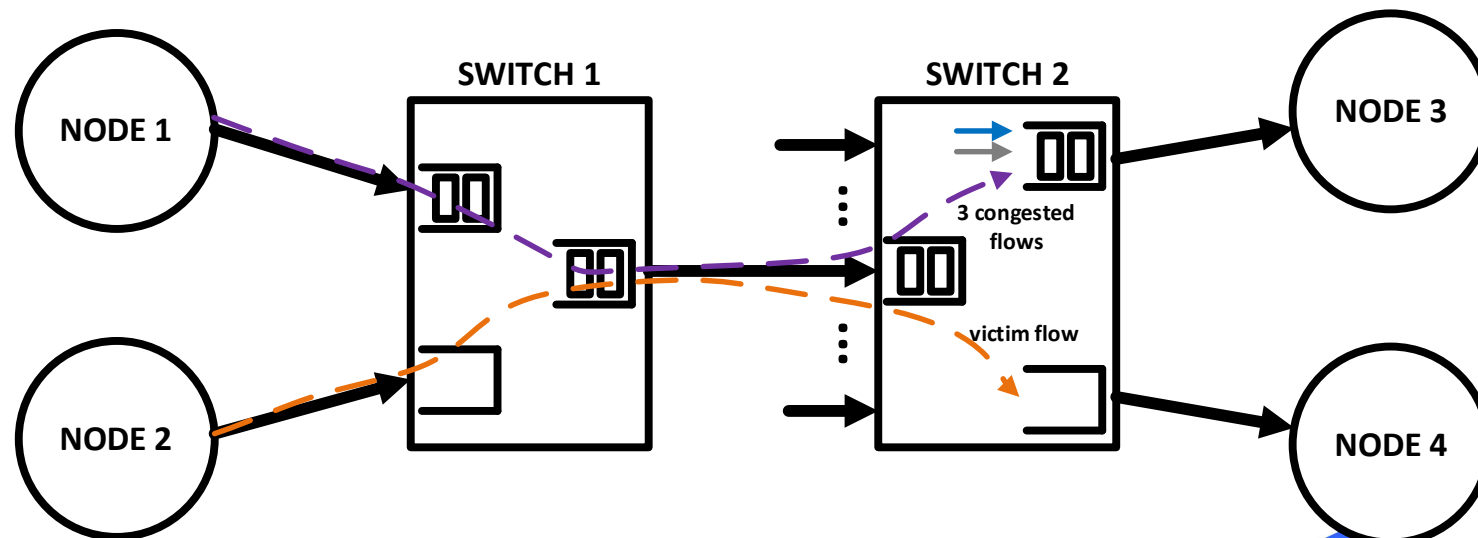 SWITCH 1
SWITCH 2
NODE 1
NODE 3
3 congested
flows
victim flow
NODE 2
NODE 4